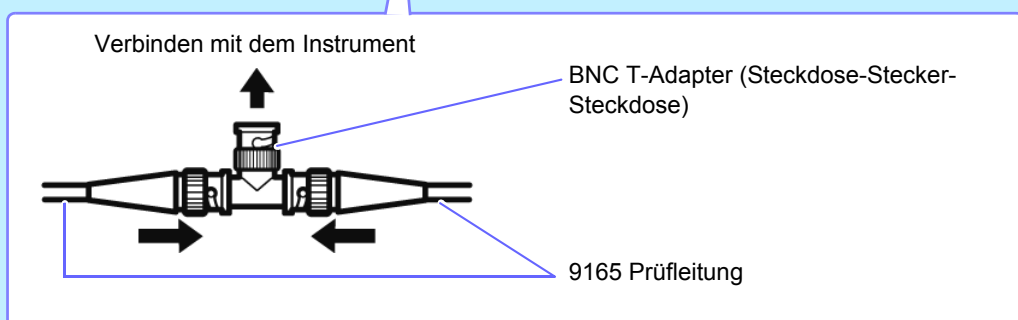 Verbinden mit dem Instrument
BNC T-Adapter (Steckdose-Stecker-
Steckdose)
9165 Prüfleitung